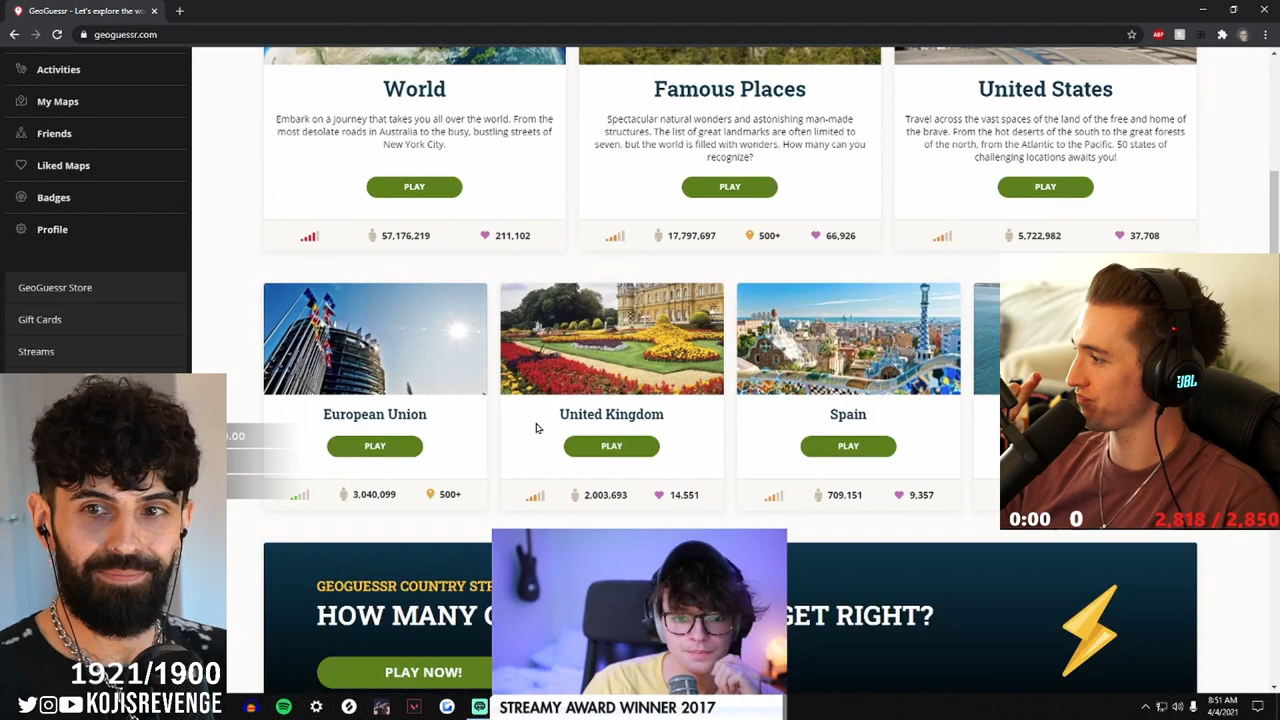 GeoGuessr - Let's explore the wo
geoguessr.com
Activities
My Maps
Friends
Liked Maps
Badges
Profile
GeoGuessr Store
Gift Cards
Streams
World
Embark on a journey that takes you all over the world. From the
most desolate roads in Australia to the busy, bustling streets of
New York City.
PLAY
57,176,219
211,102
Famous Places
Spectacular natural wonders and astonishing man-made
structures. The list of great landmarks are often limited to
seven, but the world is filled with wonders. How many can you
recognize?
PLAY
17,797,697
500+
66,926
United States
Travel across the vast spaces of the land of the free and home of
the brave. From the hot deserts of the south to the great forests
of the north, from the Atlantic to the Pacific. 50 states of
challenging locations awaits you!
PLAY
5,722,982
37,708
European Union
PLAY
3,040,099
500+
United Kingdom
PLAY
2,003,693
14,551
Spain
PLAY
709,151
9,357
JBL
0:00 0 2,818 / 2,850
0.00
GEOGUESSR COUNTRY STR
HOW MANY C
GET RIGHT?
PLAY NOW!
1921/1900
KOJISREVENGE
STREAMY AWARD WINNER 2017
8:51 AM
4/4/2021